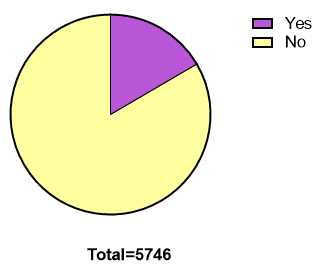 Yes
No
Total=5746